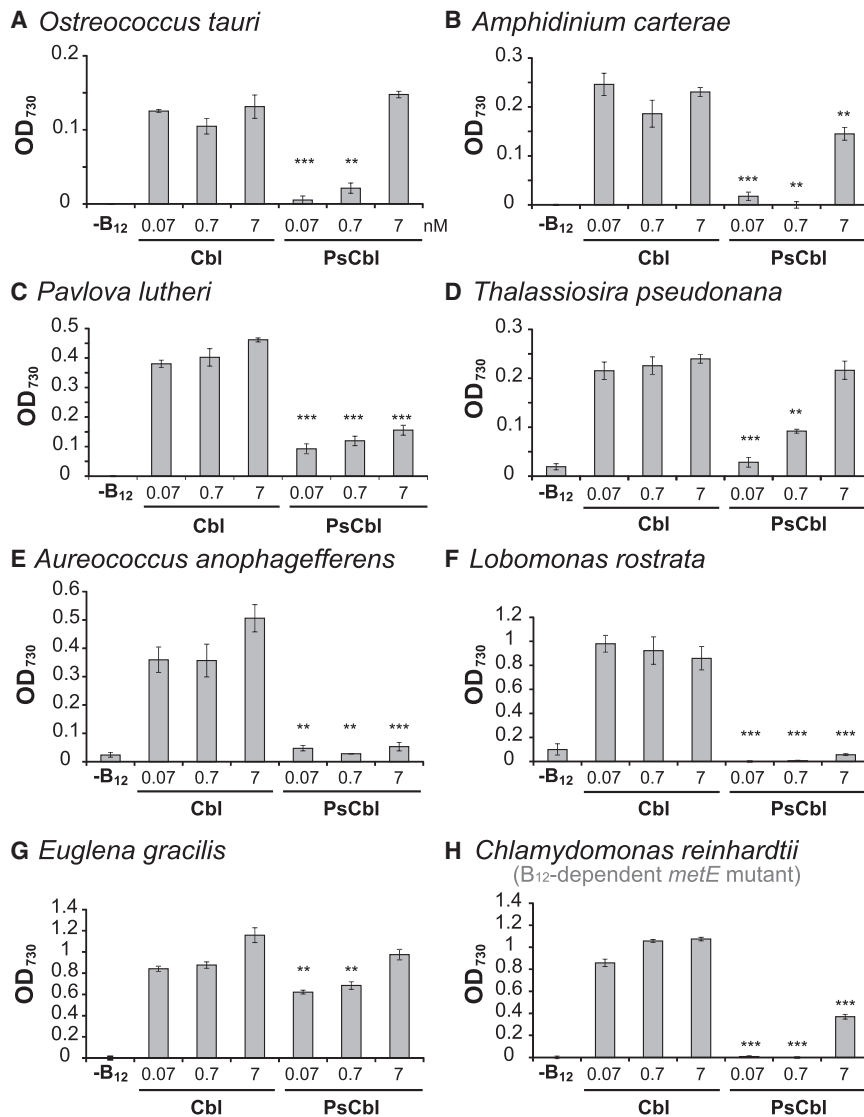 A Ostreococcus tauri
0.2
0.1
0
OD730
*** **
-B12 0.07 0.7 7 0.07 0.7 7 nM
Cbl PsCbl
B Amphidinium carterae
0.3
0.2
0.1
0
OD730
*** ** **
-B12 0.07 0.7 7 0.07 0.7 7
Cbl PsCbl
C Pavlova lutheri
0.5
0.4
0.3
0.2
0.1
0
OD730
*** *** ***
-B12 0.07 0.7 7 0.07 0.7 7
Cbl PsCbl
D Thalassiosira pseudonana
0.3
0.2
0.1
0
OD730
*** **
-B12 0.07 0.7 7 0.07 0.7 7
Cbl PsCbl
E Aureococcus anophagefferens
0.6
0.5
0.4
0.3
0.2
0.1
0
OD730
** ** ***
-B12 0.07 0.7 7 0.07 0.7 7
Cbl PsCbl
F Lobomonas rostrata
1.2
1
0.8
0.6
0.4
0.2
0
OD730
*** *** ***
-B12 0.07 0.7 7 0.07 0.7 7
Cbl PsCbl
G Euglena gracilis
1.4
1.2
1
0.8
0.6
0.4
0.2
0
OD730
** **
-B12 0.07 0.7 7 0.07 0.7 7
Cbl PsCbl
H Chlamydomonas reinhardtii
(B12-dependent metE mutant)
1.4
1.2
1
0.8
0.6
0.4
0.2
0
OD730
*** *** ***
-B12 0.07 0.7 7 0.07 0.7 7
Cbl PsCbl